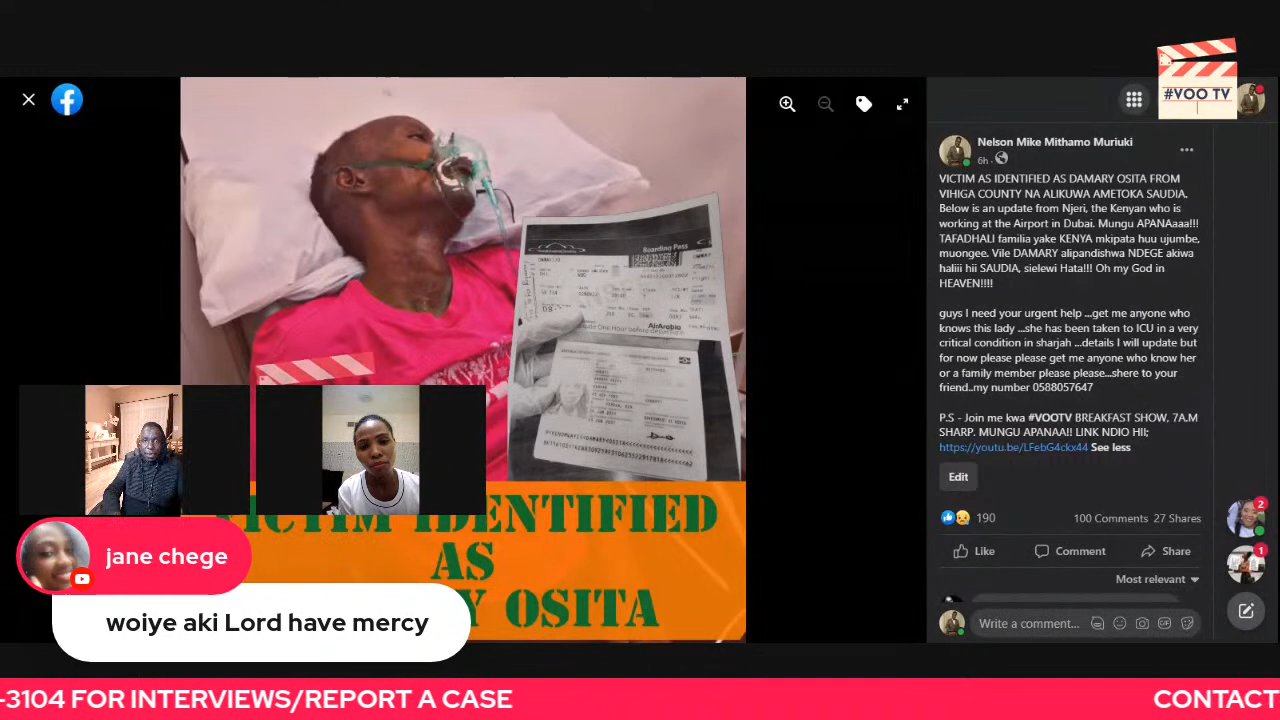 #VOO TV
Nelson Mike Mithamo Muriuki
6h ·
VICTIM AS IDENTIFIED AS DAMARY OSITA FROM
VIHIGA COUNTY NA ALIKUWA AMETOKA SAUDIA.
Below is an update from Njeri, the Kenyan who is
working at the Airport in Dubai. Mungu APANAaaa!!!
TAFADHALI familia yake KENYA mkipata huu ujumbe,
muongee. Vile DAMARY alipandishwa NDEGE akiwa
haliii hii SAUDIA, sielewi Hata!!! Oh my God in
HEAVEN!!!!
guys I need your urgent help ...get me anyone who
knows this lady ...she has been taken to ICU in a very
critical condition in sharjah ...details I will update but
for now please please get me anyone who know her
or a family member please please...shere to your
friend..my number 0588057647
P.S - Join me kwa #VOOTV BREAKFAST SHOW, 7A.M
SHARP. MUNGU APANAA!! LINK NDIO HII;
https://youtu.be/LFebG4ckx44 See less
Edit
190
100 Comments 27 Shares
Like
Comment
Share
Most relevant
Write a comment...
GIF
2
1
Boarding Pass
AirArabia
VICTIM IDENTIFIED
AS
Y OSITA
jane chege
woiye aki Lord have mercy
-3104 FOR INTERVIEWS/REPORT A CASE
CONTACT